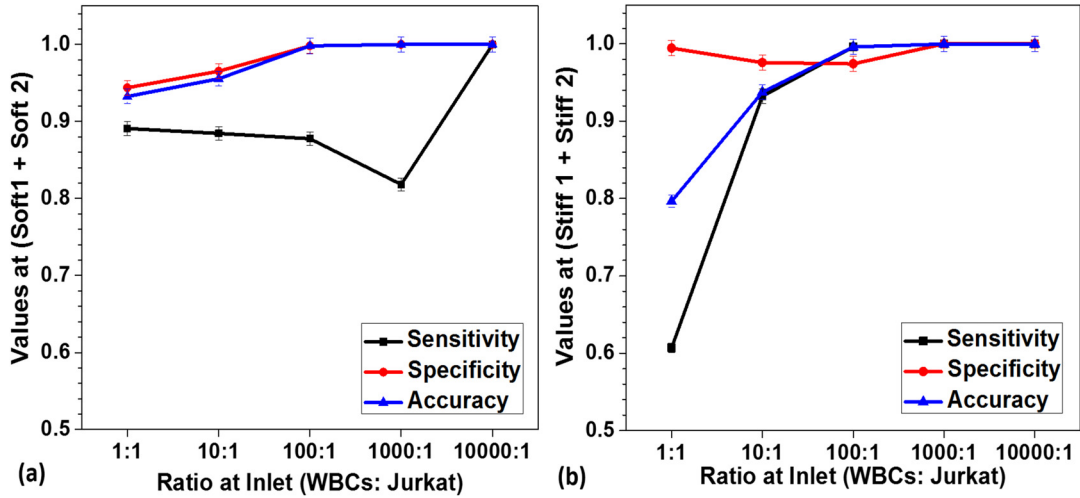 Values at (Soft1 + Soft 2)
1.0
0.9
0.8
0.7
0.6
0.5
Sensitivity
Specificity
Accuracy
1:1 10:1 100:1 1000:1 10000:1
(a)
Ratio at Inlet (WBCs: Jurkat)
Values at (Stiff 1 + Stiff 2)
1.0
0.9
0.8
0.7
0.6
0.5
Sensitivity
Specificity
Accuracy
1:1 10:1 100:1 1000:1 10000:1
(b)
Ratio at Inlet (WBCs: Jurkat)